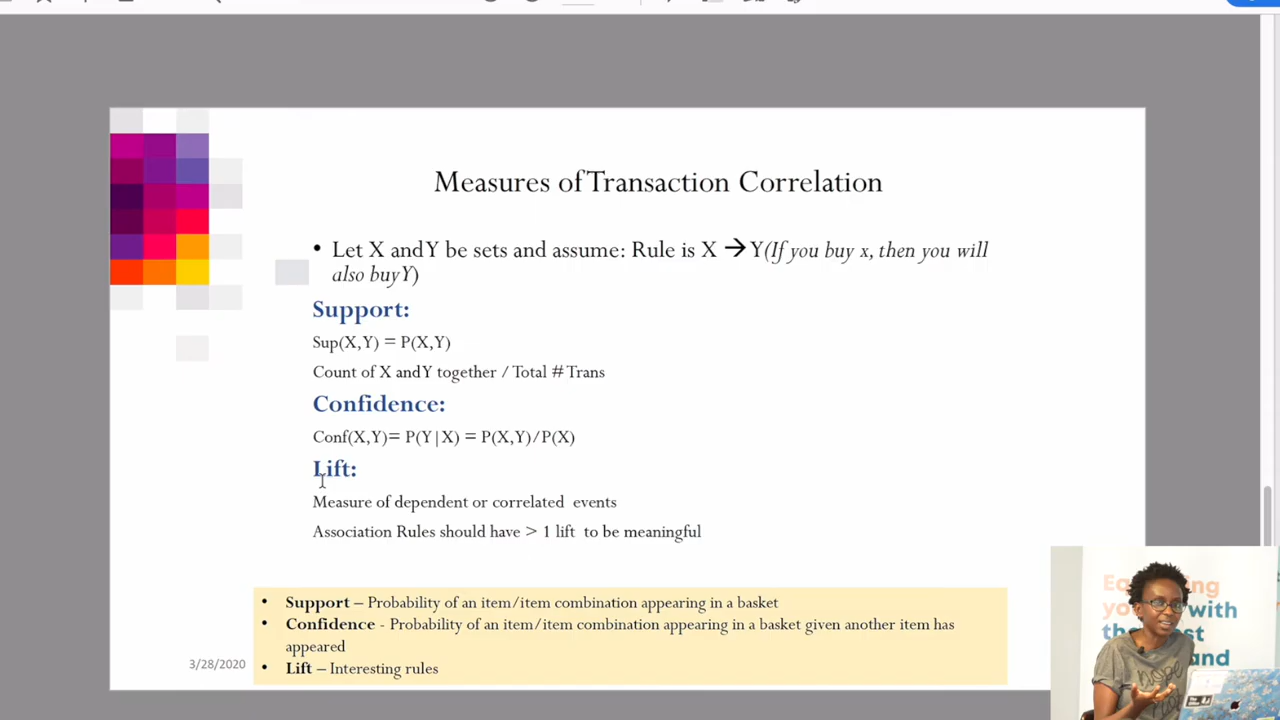 Measures of Transaction Correlation
• Let X and Y be sets and assume: Rule is X → Y(If you buy x, then you will
also buy Y)
Support:
Sup(X,Y) = P(X,Y)
Count of X and Y together / Total # Trans
Confidence:
Conf(X,Y)= P(Y|X) = P(X,Y)/P(X)
Lift:
Measure of dependent or correlated events
Association Rules should have > 1 lift to be meaningful
• Support – Probability of an item/item combination appearing in a basket
• Confidence - Probability of an item/item combination appearing in a basket given another item has
appeared
• Lift – Interesting rules
3/28/2020
with
and